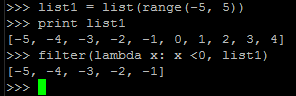 >>> list1 = list(range(-5, 5))
>>> print list1
[-5, -4, -3, -2, -1, 0, 1, 2, 3, 4]
>>> filter(lambda x: x <0, list1)
[-5, -4, -3, -2, -1]
>>>